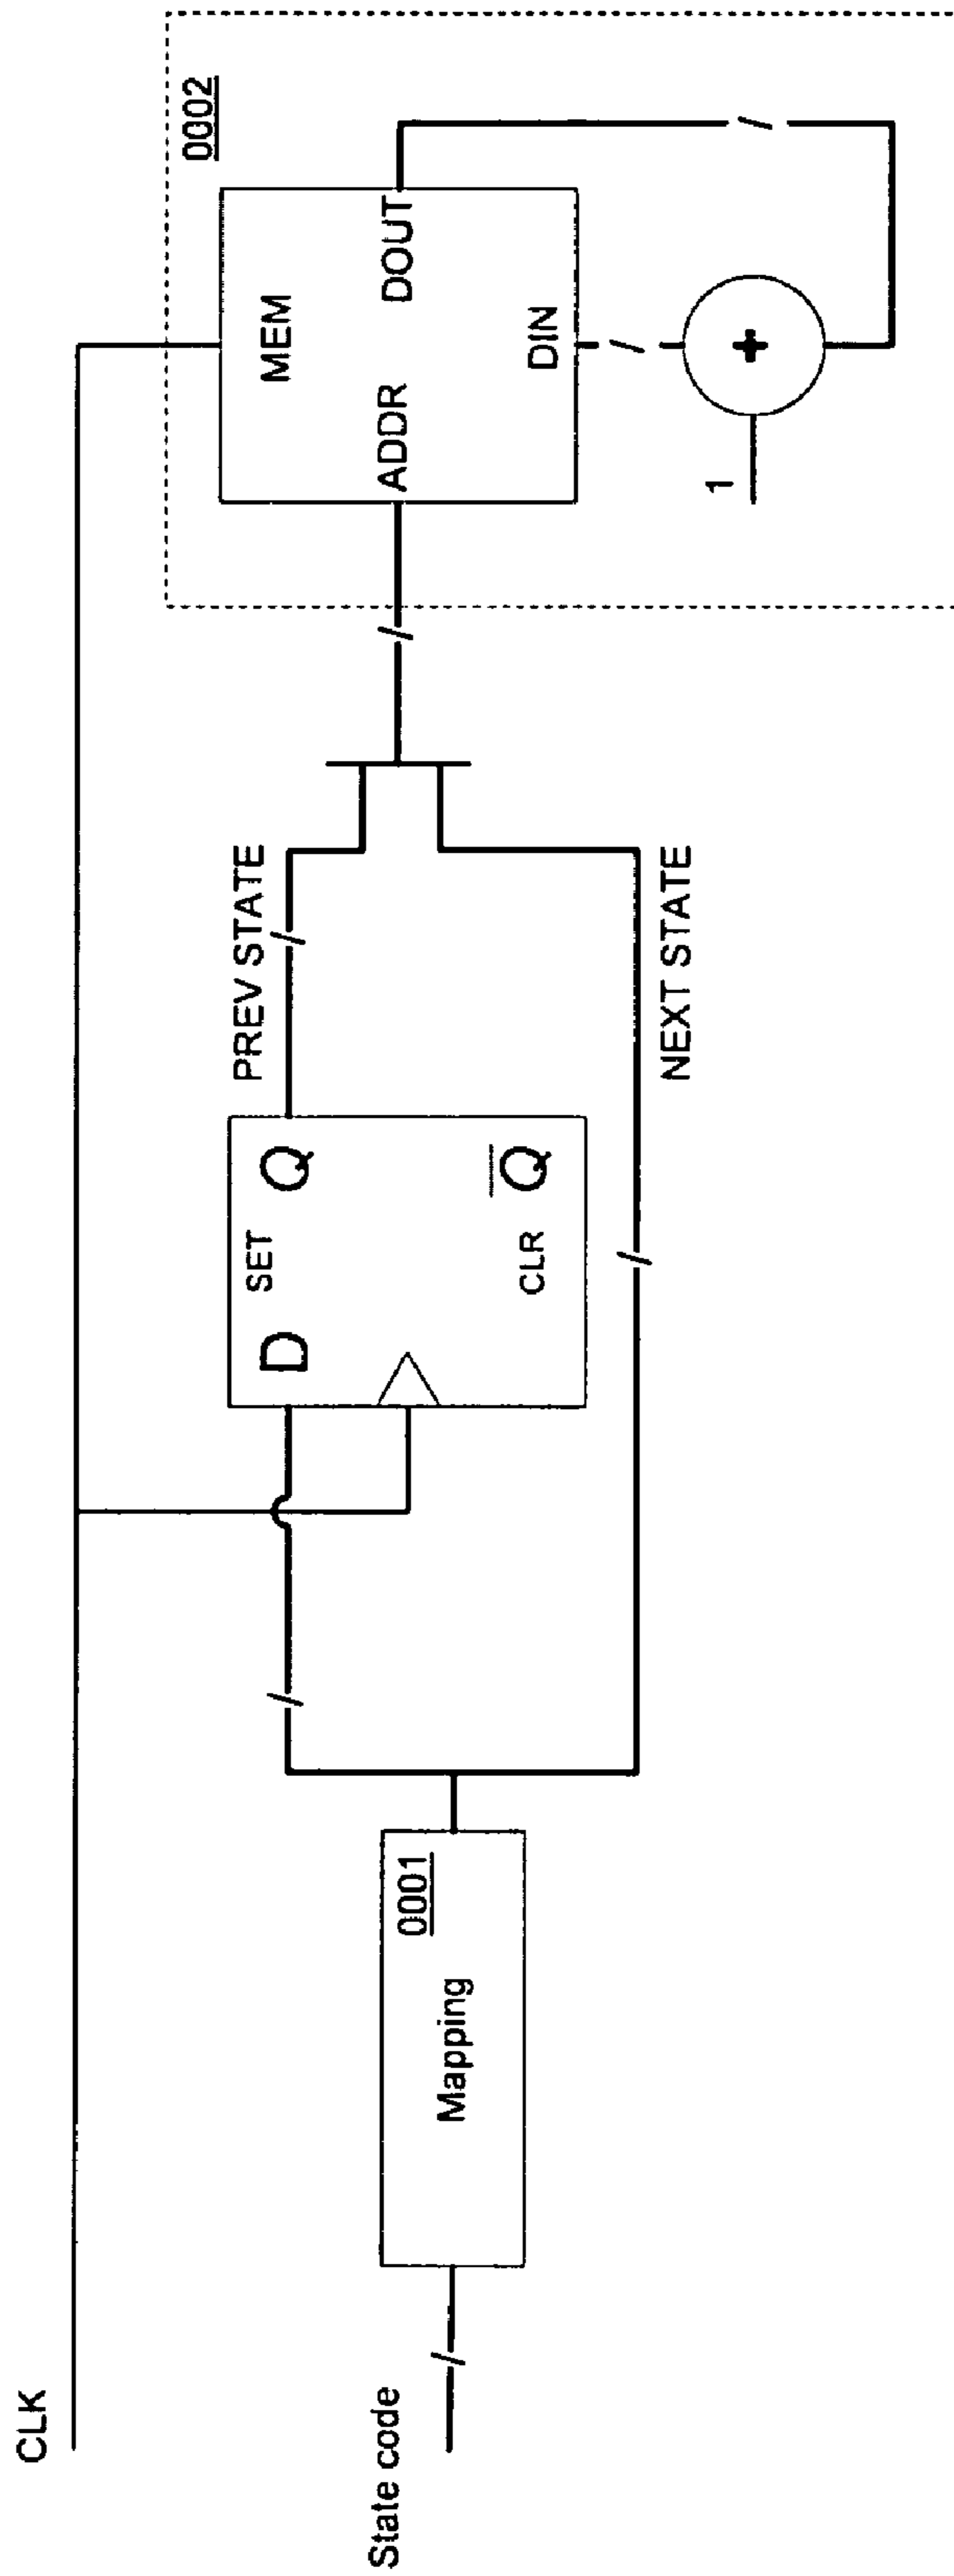 CLK
State code
Mapping
0001
D
SET
Q
CLR
Q
PREV STATE
NEXT STATE
0002
MEM
ADDR
DOUT
DIN
1
+